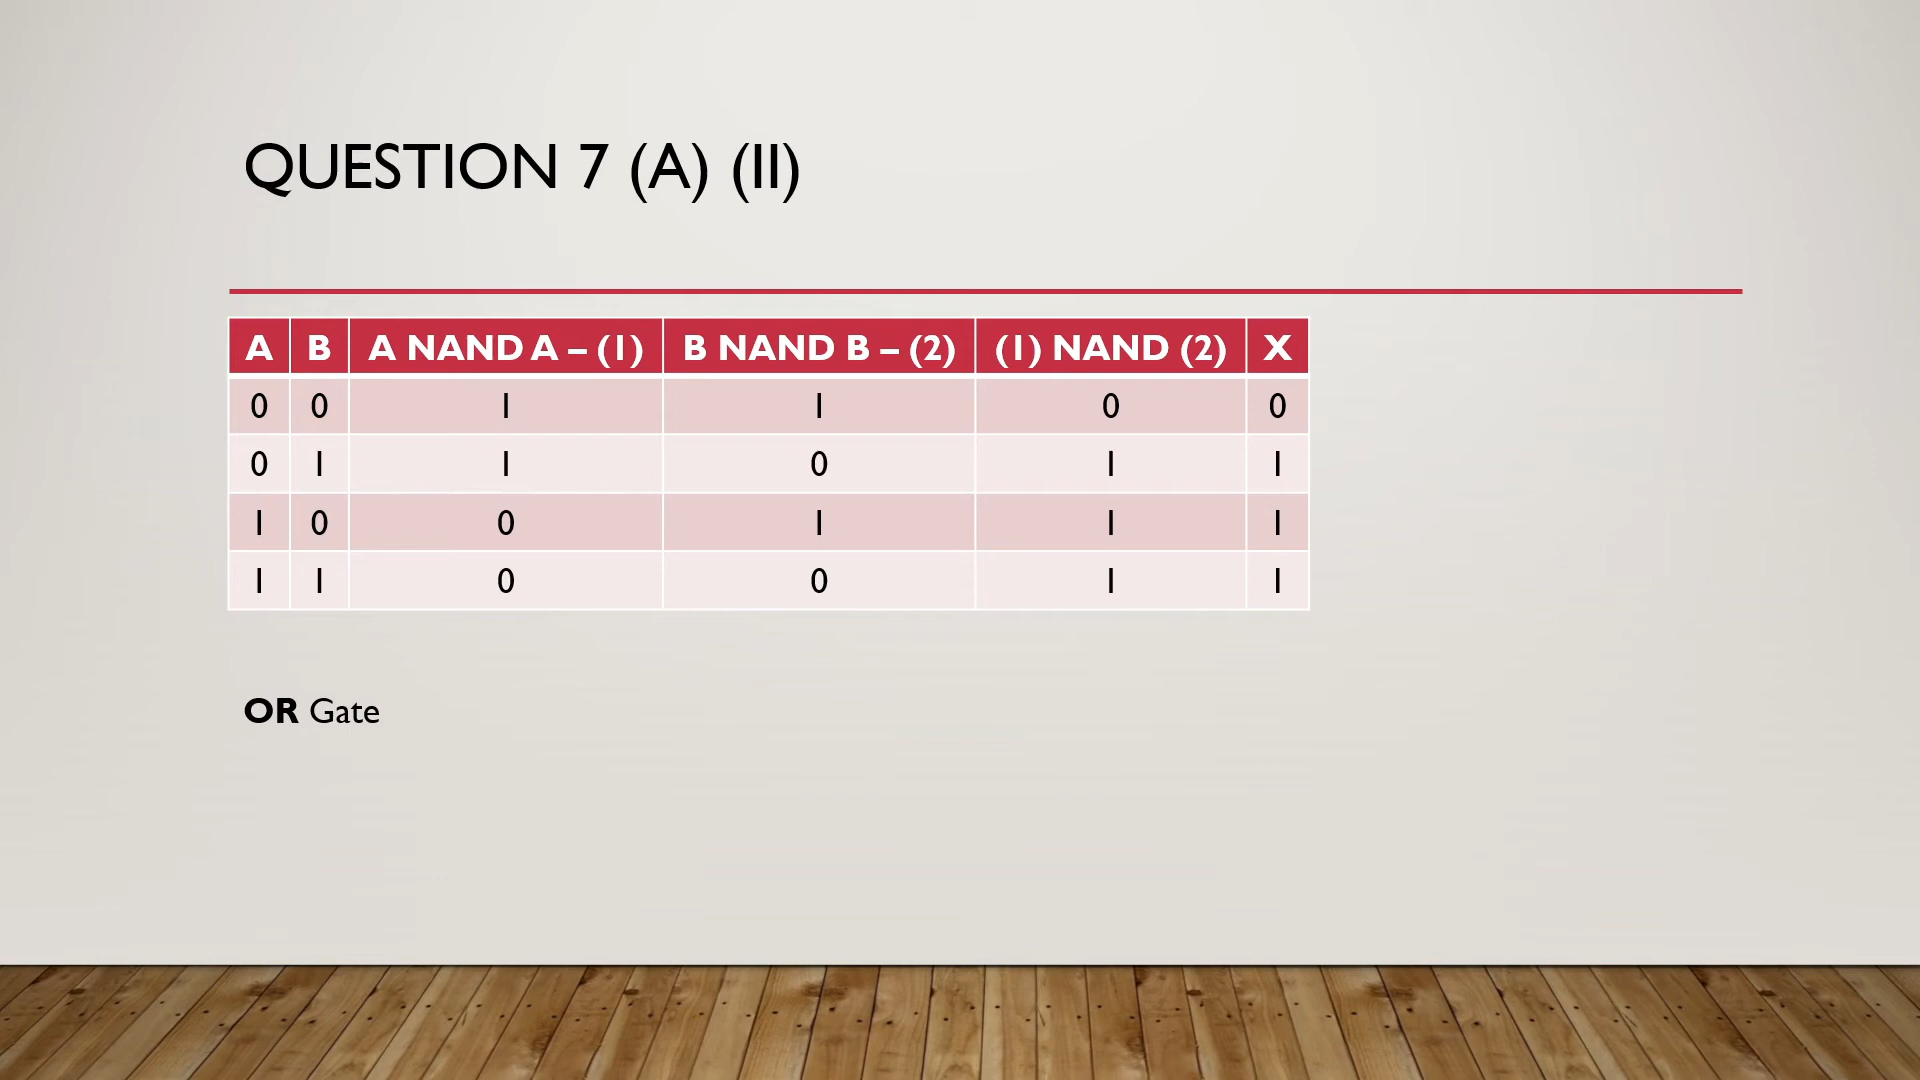 QUESTION 7 (A) (II)
A B A NAND A – (1) B NAND B – (2) (1) NAND (2) X
0 0 1 1 0 0
0 1 1 0 1 1
1 0 0 1 1 1
1 1 0 0 1 1
OR Gate